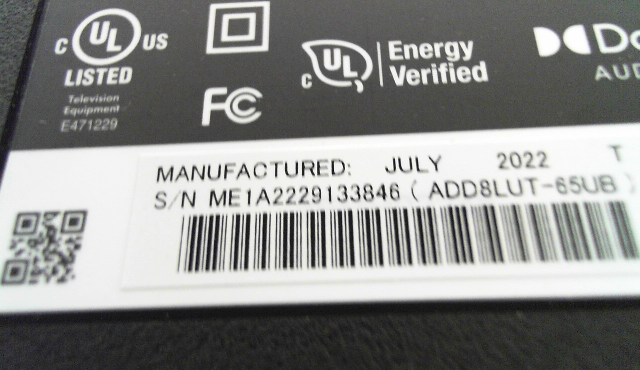 C UL US
LISTED
Television
Equipment
E471229
FC
C UL Energy
Verified
AUD
MANUFACTURED: JULY 2022 T
S/N ME1A2229133846 ( ADD8LUT-65UB )